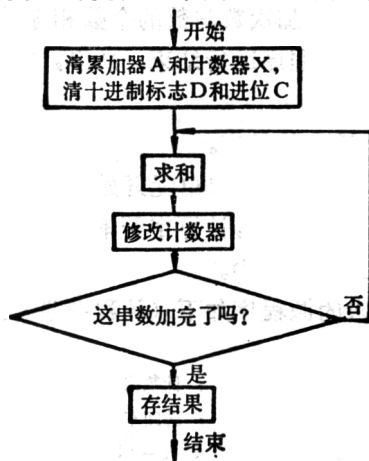 开始
清累加器A和计数器X，
清十进制标志D和进位C
求和
修改计数器
这串数加完了吗？
否
是
存结果
结束